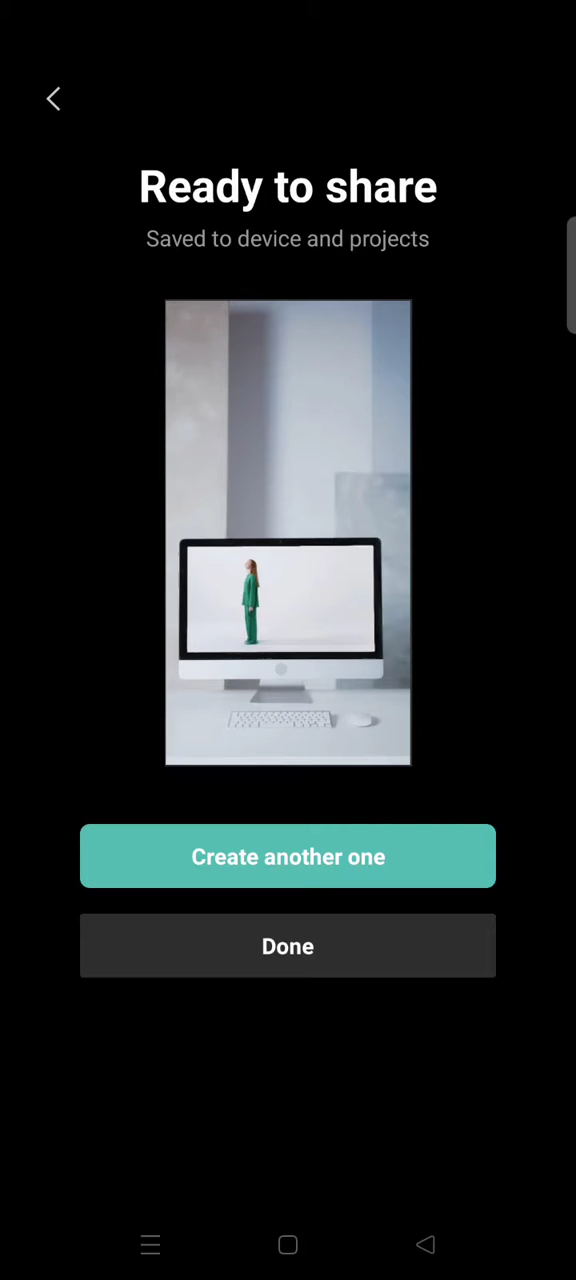 Ready to share
Saved to device and projects
Create another one
Done